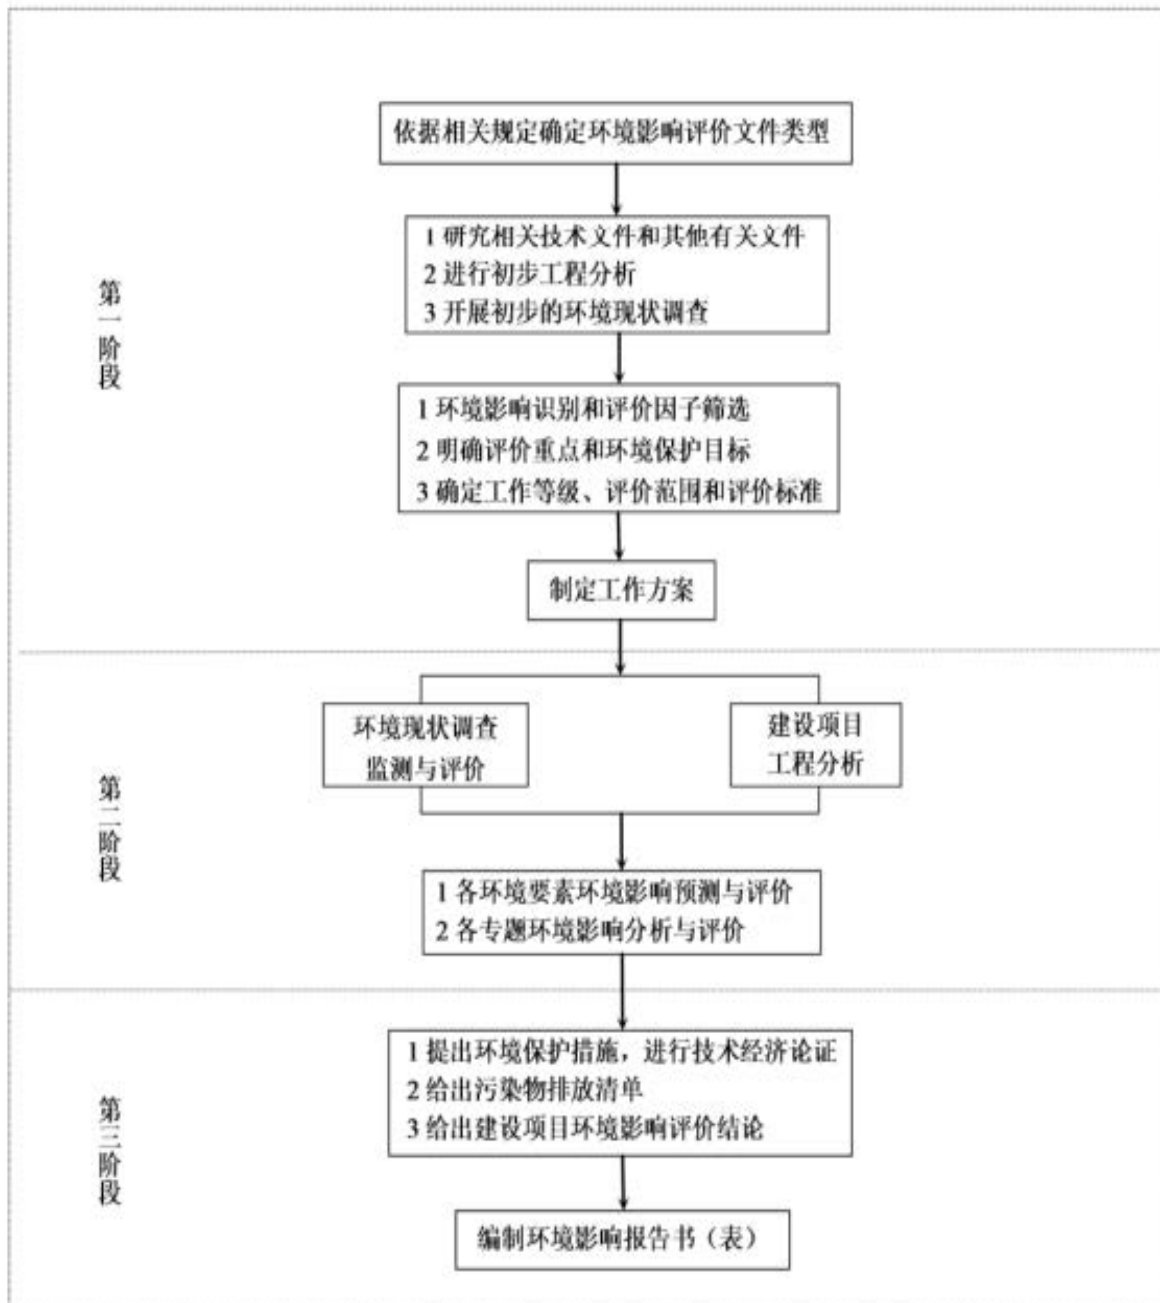 依据相关规定确定环境影响评价文件类型
1 研究相关技术文件和其他有关文件
2 进行初步工程分析
3 开展初步的环境现状调查
第一阶段
1 环境影响识别和评价因子筛选
2 明确评价重点和环境保护目标
3 确定工作等级、评价范围和评价标准
制定工作方案
环境现状调查
监测与评价
建设项目
工程分析
第二阶段
1 各环境要素环境影响预测与评价
2 各专题环境影响分析与评价
1 提出环境保护措施，进行技术经济论证
2 给出污染物排放清单
3 给出建设项目环境影响评价结论
第三阶段
编制环境影响报告书（表）